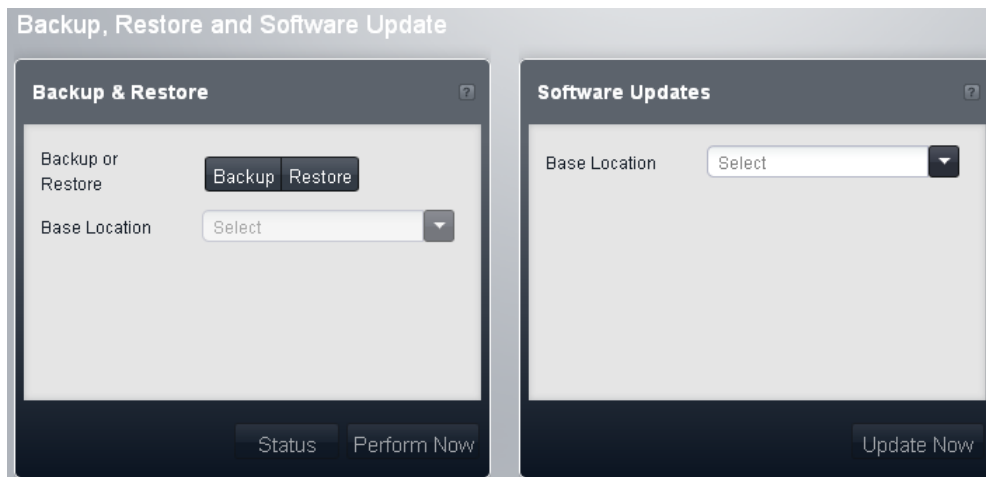 Backup, Restore and Software Update
Backup & Restore
?
Backup or
Restore
Backup Restore
Base Location
Select
Status
Perform Now
Software Updates
?
Base Location
Select
Update Now